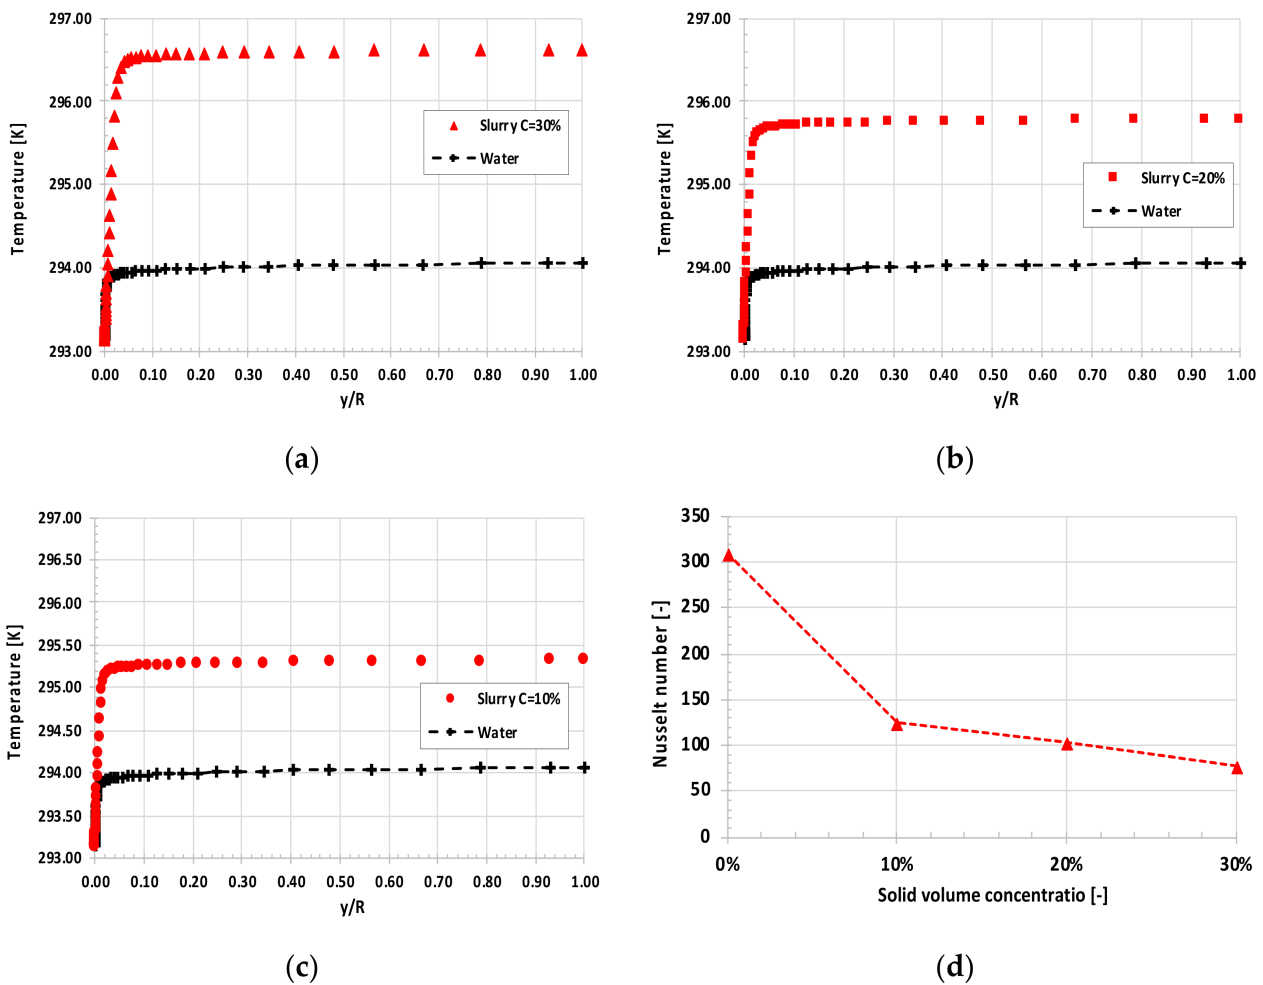 297.00
296.00
295.00
294.00
293.00
Temperature [K]
Slurry C=30%
Water
0.00 0.10 0.20 0.30 0.40 0.50 0.60 0.70 0.80 0.90 1.00
y/R
(a)
297.00
296.00
295.00
294.00
293.00
Temperature [K]
Slurry C=20%
Water
0.00 0.10 0.20 0.30 0.40 0.50 0.60 0.70 0.80 0.90 1.00
y/R
(b)
297.00
296.50
296.00
295.50
295.00
294.50
294.00
293.50
293.00
Temperature [K]
Slurry C=10%
Water
0.00 0.10 0.20 0.30 0.40 0.50 0.60 0.70 0.80 0.90 1.00
y/R
(c)
350
300
250
200
150
100
50
0
Nusselt number [-]
0% 10% 20% 30%
Solid volume concentratio [-]
(d)